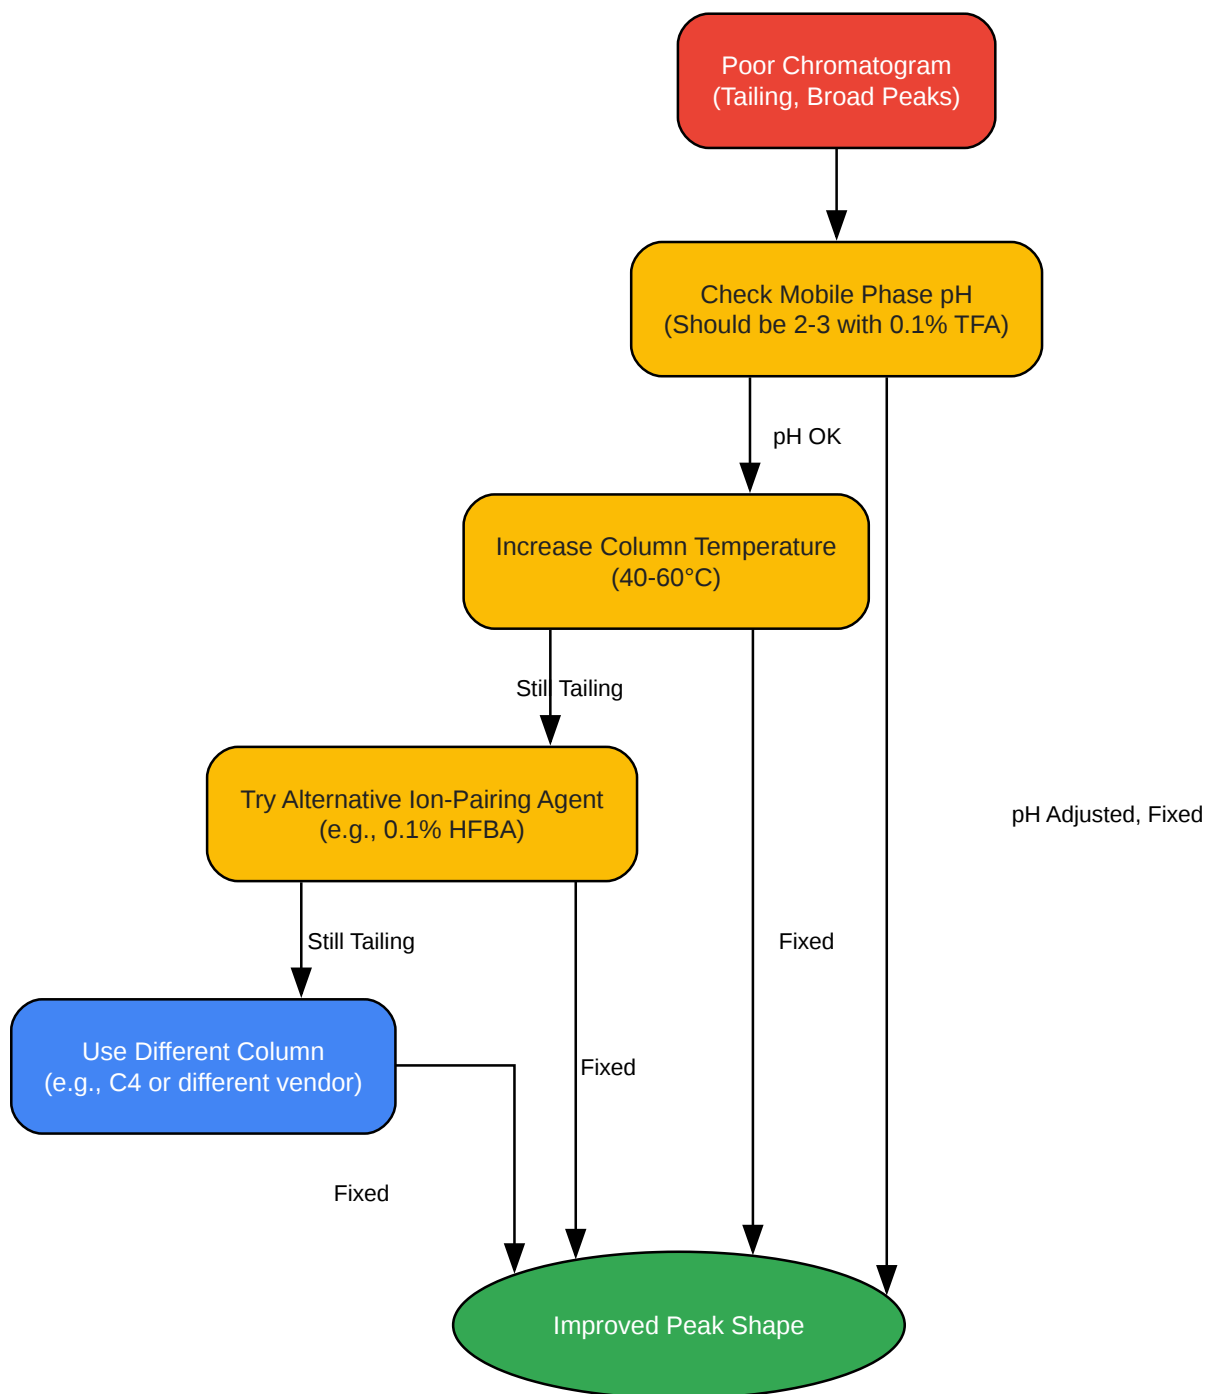 Poor Chromatogram
(Tailing, Broad Peaks)
Check Mobile Phase pH
(Should be 2-3 with 0.1% TFA)
pH OK
Increase Column Temperature
(40-60°C)
Still Tailing
Try Alternative Ion-Pairing Agent
(e.g., 0.1% HFBA)
pH Adjusted, Fixed
Still Tailing
Fixed
Use Different Column
(e.g., C4 or different vendor)
Fixed
Fixed
Improved Peak Shape